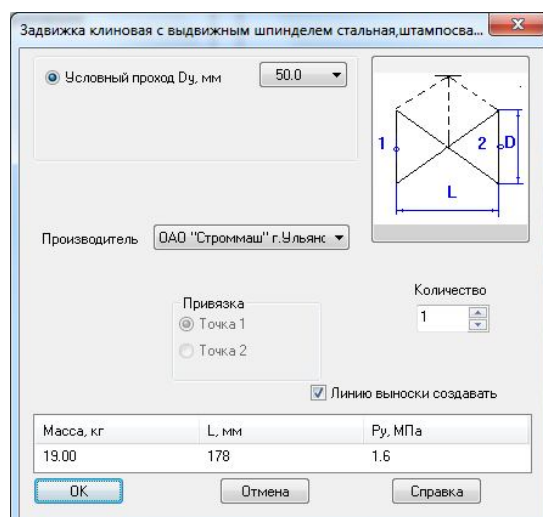 Задвижка клиновая с выдвижным шпинделем стальная,штампосва...
Условный проход Dy, мм 50.0
1 2 D
L
Производитель ОАО "Строммаш" г.Ульянс
Количество
1
Привязка
Точка 1
Точка 2
Линию выноски создавать
Масса, кг L, мм Py, МПа
19.00 178 1.6
OK Отмена Справка